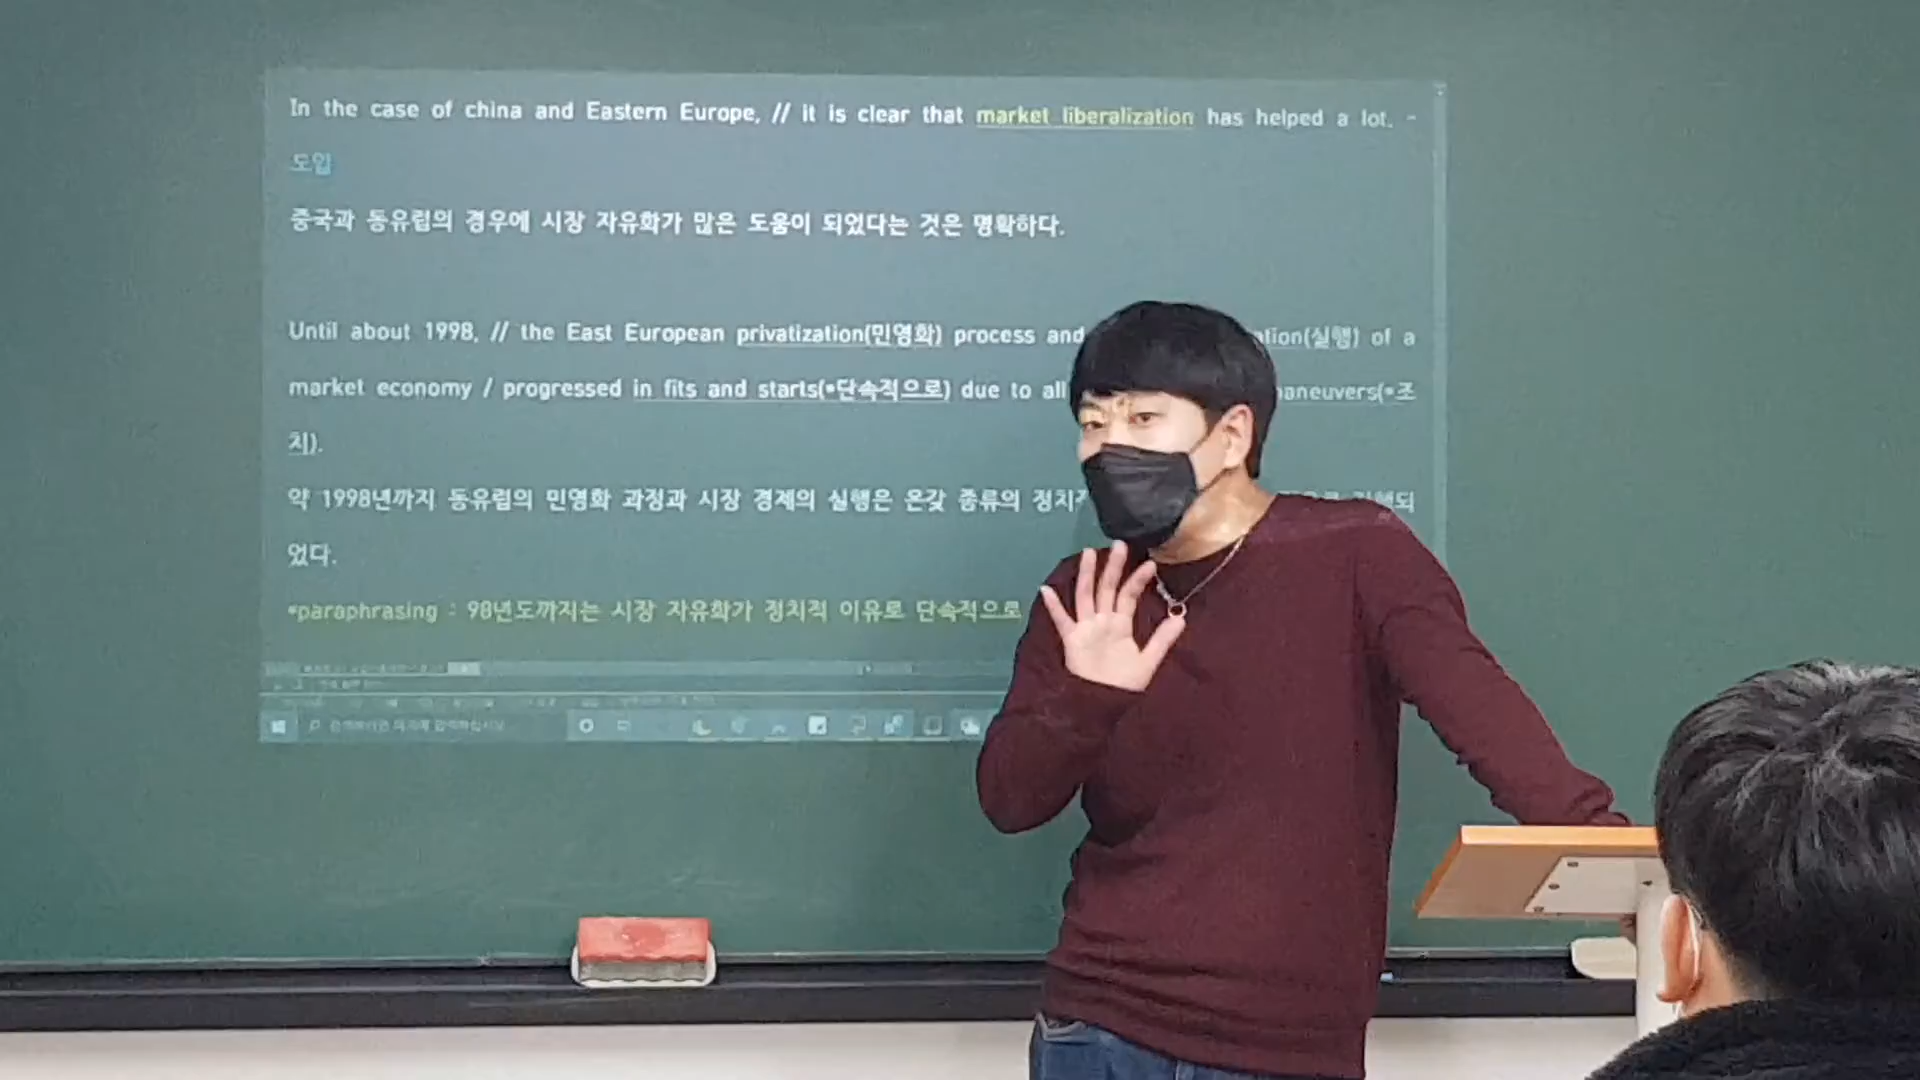 In the case of china and Eastern Europe, // it is clear that market liberalization has helped a lot. -
도입
중국과 동유럽의 경우에 시장 자유화가 많은 도움이 되었다는 것은 명확하다.
Until about 1998, // the East European privatization(민영화) process and ation(실행) of a
market economy / progressed in fits and starts(*단속적으로) due to all aneuvers(*조
치).
약 1998년까지 동유럽의 민영화 과정과 시장 경제의 실행은 온갖 종류의 정치 되
었다.
*paraphrasing : 98년도까지는 시장 자유화가 정치적 이유로 단속적으로